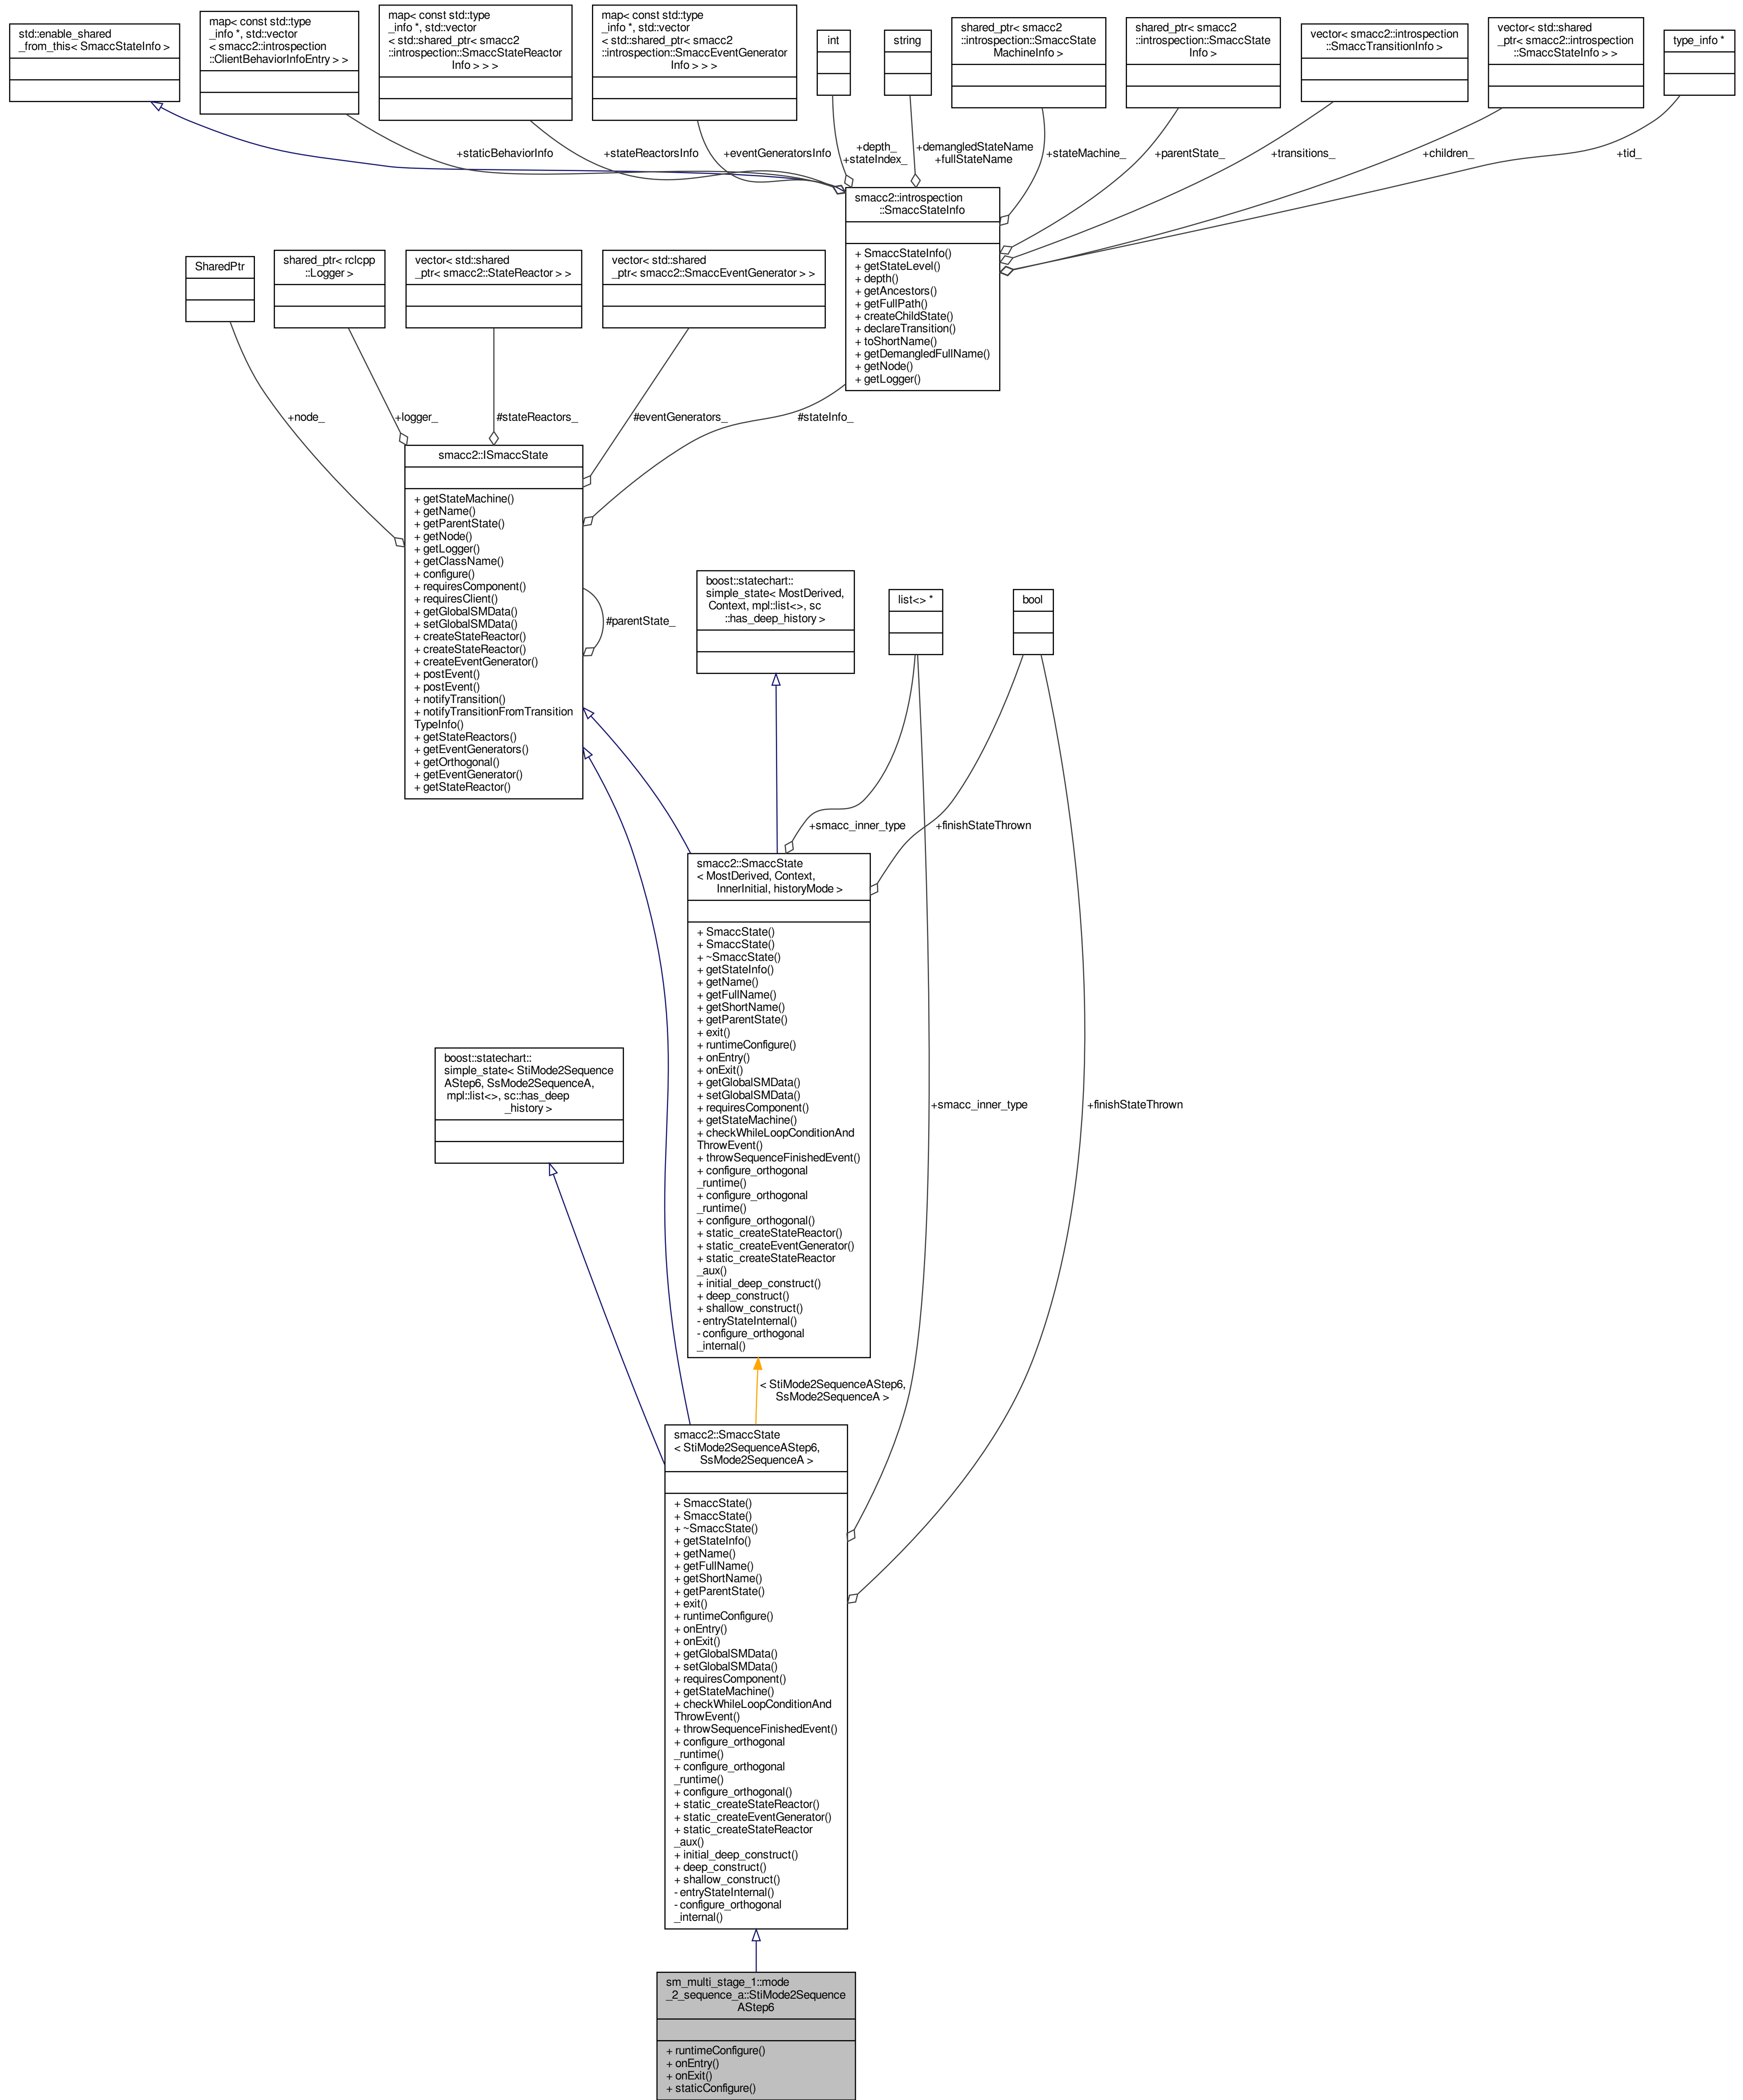 std::enable_shared
_from_this< SmaccStateInfo >
map< const std::type
_info *, std::vector
< smacc2::introspection
::ClientBehaviorInfoEntry > >
map< const std::type
_info *, std::vector
< std::shared_ptr< smacc2
::introspection::SmaccStateReactor
Info > > >
map< const std::type
_info *, std::vector
< std::shared_ptr< smacc2
::introspection::SmaccEventGenerator
Info > > >
int
string
shared_ptr< smacc2
::introspection::SmaccState
MachineInfo >
shared_ptr< smacc2
::introspection::SmaccState
Info >
vector< smacc2::introspection
::SmaccTransitionInfo >
vector< std::shared
_ptr< smacc2::introspection
::SmaccStateInfo > >
type_info *
+staticBehaviorInfo
+stateReactorsInfo
+eventGeneratorsInfo
+depth_
+stateIndex_
+demangledStateName
+fullStateName
+stateMachine_
+parentState_
+transitions_
+children_
+tid_
smacc2::introspection
::SmaccStateInfo
+ SmaccStateInfo()
+ getStateLevel()
+ depth()
+ getAncestors()
+ getFullPath()
+ createChildState()
+ declareTransition()
+ toShortName()
+ getDemangledFullName()
+ getNode()
+ getLogger()
SharedPtr
shared_ptr< rclcpp
::Logger >
vector< std::shared
_ptr< smacc2::StateReactor > >
vector< std::shared
_ptr< smacc2::SmaccEventGenerator > >
+node_
+logger_
#stateReactors_
#eventGenerators_
#stateInfo_
smacc2::ISmaccState
+ getStateMachine()
+ getName()
+ getParentState()
+ getNode()
+ getLogger()
+ getClassName()
+ configure()
+ requiresComponent()
+ requiresClient()
+ getGlobalSMData()
+ setGlobalSMData()
+ createStateReactor()
+ createStateReactor()
+ createEventGenerator()
+ postEvent()
+ postEvent()
+ notifyTransition()
+ notifyTransitionFromTransition
TypeInfo()
+ getStateReactors()
+ getEventGenerators()
+ getOrthogonal()
+ getEventGenerator()
+ getStateReactor()
#parentState_
boost::statechart::
simple_state< MostDerived,
Context, mpl::list<>, sc
::has_deep_history >
list<> *
bool
+smacc_inner_type
+finishStateThrown
smacc2::SmaccState
< MostDerived, Context,
InnerInitial, historyMode >
+ SmaccState()
+ SmaccState()
+ ~SmaccState()
+ getStateInfo()
+ getName()
+ getFullName()
+ getShortName()
+ getParentState()
+ exit()
+ runtimeConfigure()
+ onEntry()
+ onExit()
+ getGlobalSMData()
+ setGlobalSMData()
+ requiresComponent()
+ getStateMachine()
+ checkWhileLoopConditionAnd
ThrowEvent()
+ throwSequenceFinishedEvent()
+ configure_orthogonal
_runtime()
+ configure_orthogonal
_runtime()
+ configure_orthogonal()
+ static_createStateReactor()
+ static_createEventGenerator()
+ static_createStateReactor
_aux()
+ initial_deep_construct()
+ deep_construct()
+ shallow_construct()
- entryStateInternal()
- configure_orthogonal
_internal()
boost::statechart::
simple_state< StiMode2Sequence
AStep6, SsMode2SequenceA,
mpl::list<>, sc::has_deep
_history >
+smacc_inner_type
+finishStateThrown
< StiMode2SequenceAStep6,
SsMode2SequenceA >
smacc2::SmaccState
< StiMode2SequenceAStep6,
SsMode2SequenceA >
+ SmaccState()
+ SmaccState()
+ ~SmaccState()
+ getStateInfo()
+ getName()
+ getFullName()
+ getShortName()
+ getParentState()
+ exit()
+ runtimeConfigure()
+ onEntry()
+ onExit()
+ getGlobalSMData()
+ setGlobalSMData()
+ requiresComponent()
+ getStateMachine()
+ checkWhileLoopConditionAnd
ThrowEvent()
+ throwSequenceFinishedEvent()
+ configure_orthogonal
_runtime()
+ configure_orthogonal
_runtime()
+ configure_orthogonal()
+ static_createStateReactor()
+ static_createEventGenerator()
+ static_createStateReactor
_aux()
+ initial_deep_construct()
+ deep_construct()
+ shallow_construct()
- entryStateInternal()
- configure_orthogonal
_internal()
sm_multi_stage_1::mode
_2_sequence_a::StiMode2Sequence
AStep6
+ runtimeConfigure()
+ onEntry()
+ onExit()
+ staticConfigure()